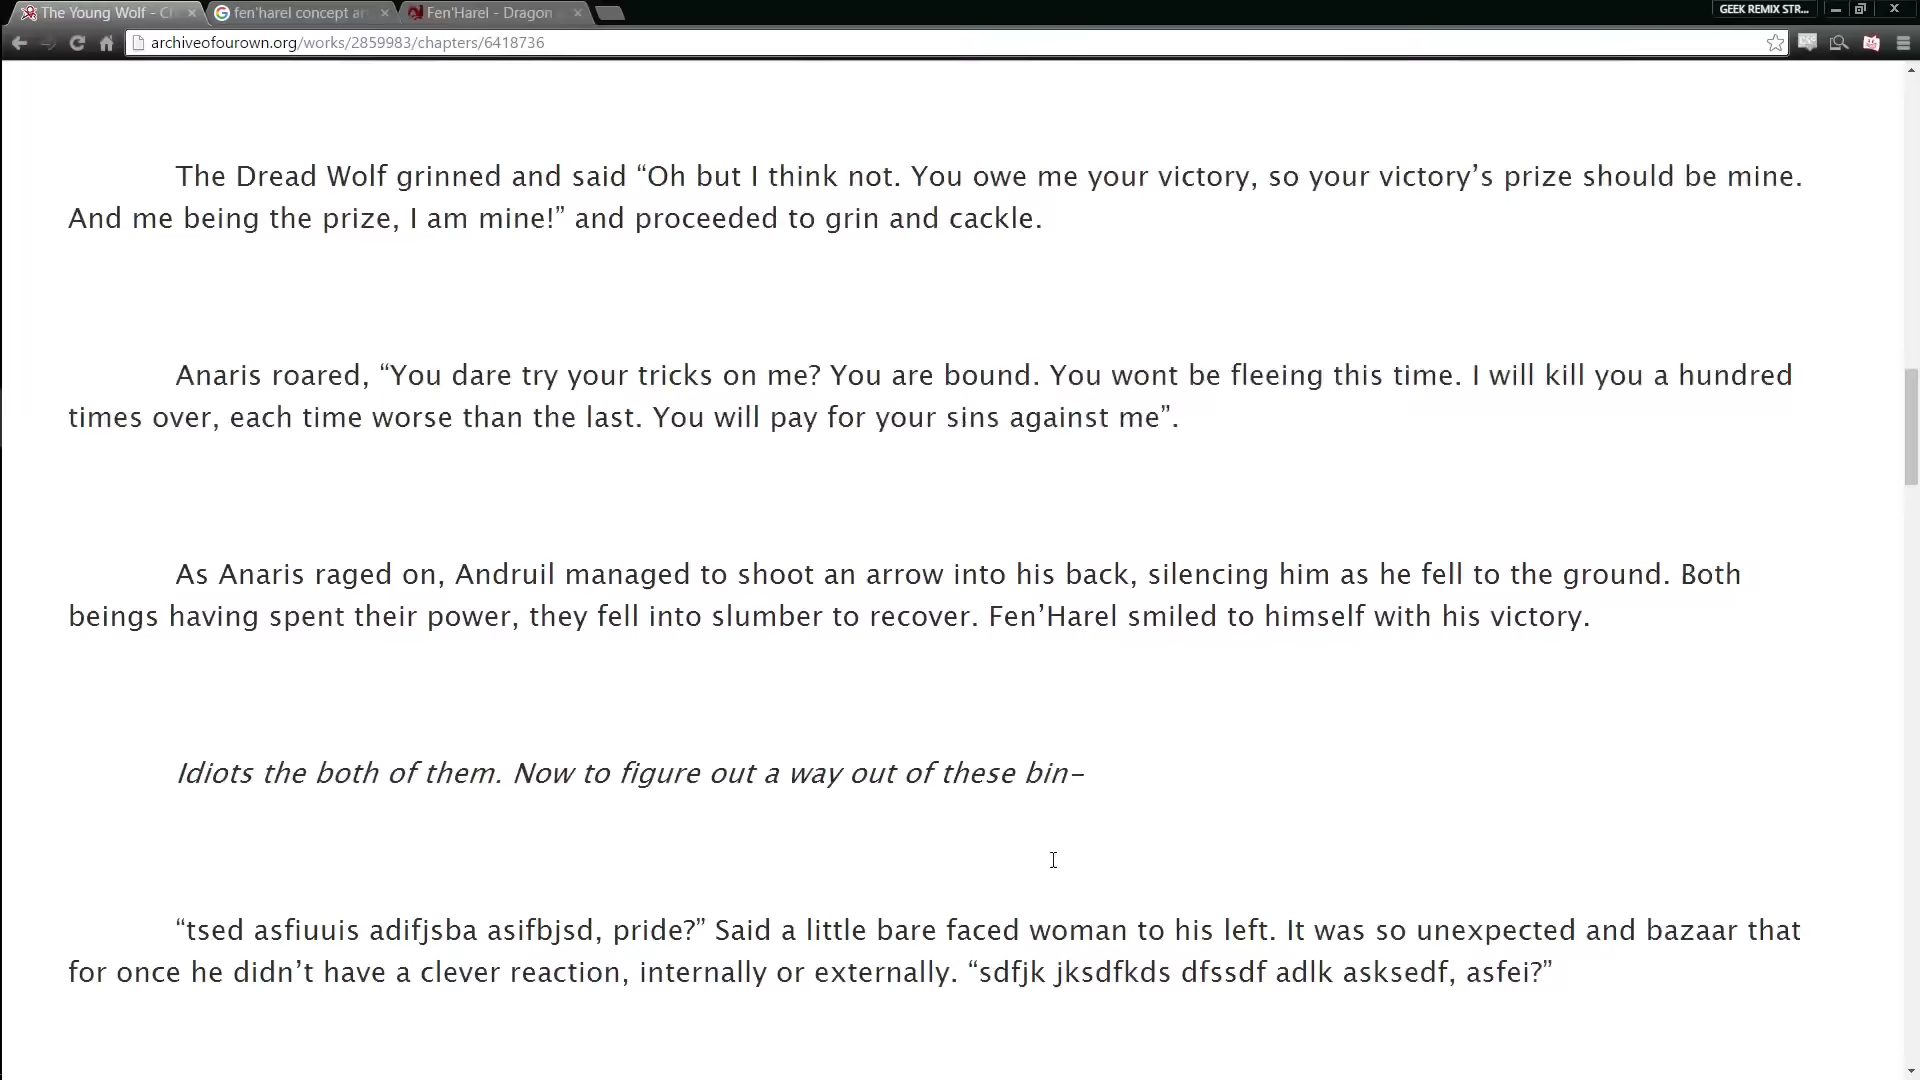 The Young Wolf - C
fen'harel concept ar
Fen'Harel - Dragon
GEEK REMIX STR...
archiveofourown.org/works/2859983/chapters/6418736
The Dread Wolf grinned and said “Oh but I think not. You owe me your victory, so your victory’s prize should be mine.
And me being the prize, I am mine!” and proceeded to grin and cackle.
Anaris roared, “You dare try your tricks on me? You are bound. You wont be fleeing this time. I will kill you a hundred
times over, each time worse than the last. You will pay for your sins against me”.
As Anaris raged on, Andruil managed to shoot an arrow into his back, silencing him as he fell to the ground. Both
beings having spent their power, they fell into slumber to recover. Fen’Harel smiled to himself with his victory.
Idiots the both of them. Now to figure out a way out of these bin–
“tsed asfiuuis adifjsba asifbjsd, pride?” Said a little bare faced woman to his left. It was so unexpected and bazaar that
for once he didn’t have a clever reaction, internally or externally. “sdfjk jksdfkds dfssdf adlk asksedf, asfei?”